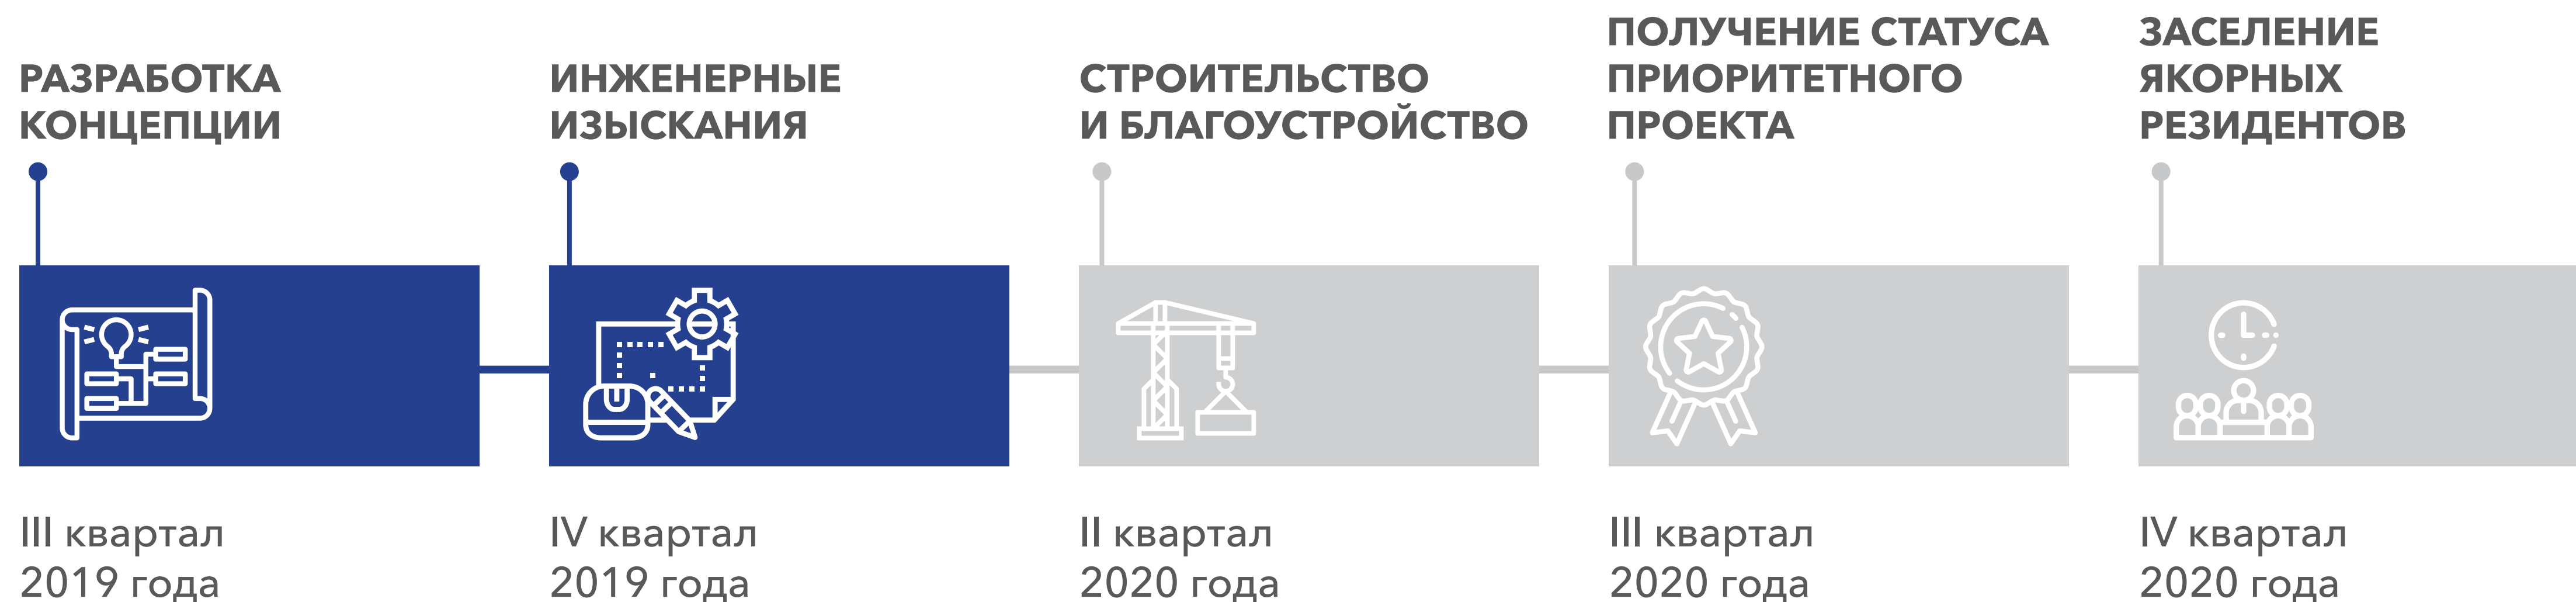 РАЗРАБОТКА
КОНЦЕПЦИИ
III квартал
2019 года
ИНЖЕНЕРНЫЕ
ИЗЫСКАНИЯ
IV квартал
2019 года
СТРОИТЕЛЬСТВО
И БЛАГОУСТРОЙСТВО
II квартал
2020 года
ПОЛУЧЕНИЕ СТАТУСА
ПРИОРИТЕТНОГО
ПРОЕКТА
III квартал
2020 года
ЗАСЕЛЕНИЕ
ЯКОРНЫХ
РЕЗИДЕНТОВ
IV квартал
2020 года